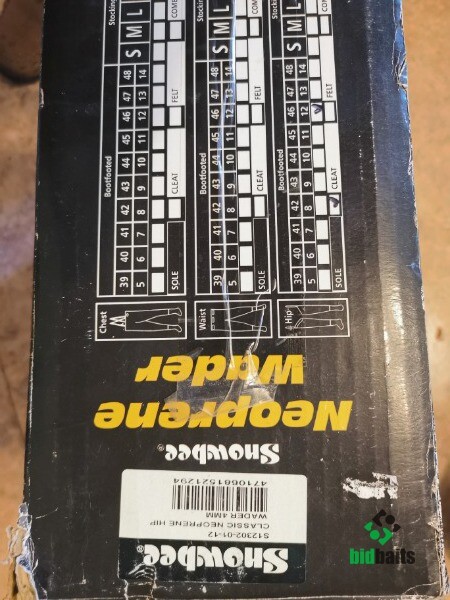 Snowbee
S12302-01-12
CLASSIC NEOPRENE HIP
WADER 4MM
4710681521294
Snowbee®
Neoprene
Wader
Chest
Bootfooted
39 40 41 42 43 44 45 46 47 48
5 6 7 8 9 10 11 12 13 14
S M L
SOLE CLEAT FELT
Waist
Bootfooted
39 40 41 42 43 44 45 46 47 48
5 6 7 8 9 10 11 12 13 14
S M L
SOLE CLEAT FELT
Hip
Bootfooted
39 40 41 42 43 44 45 46 47 48
5 6 7 8 9 10 11 12 13 14
S M L
SOLE CLEAT FELT
bidbaits